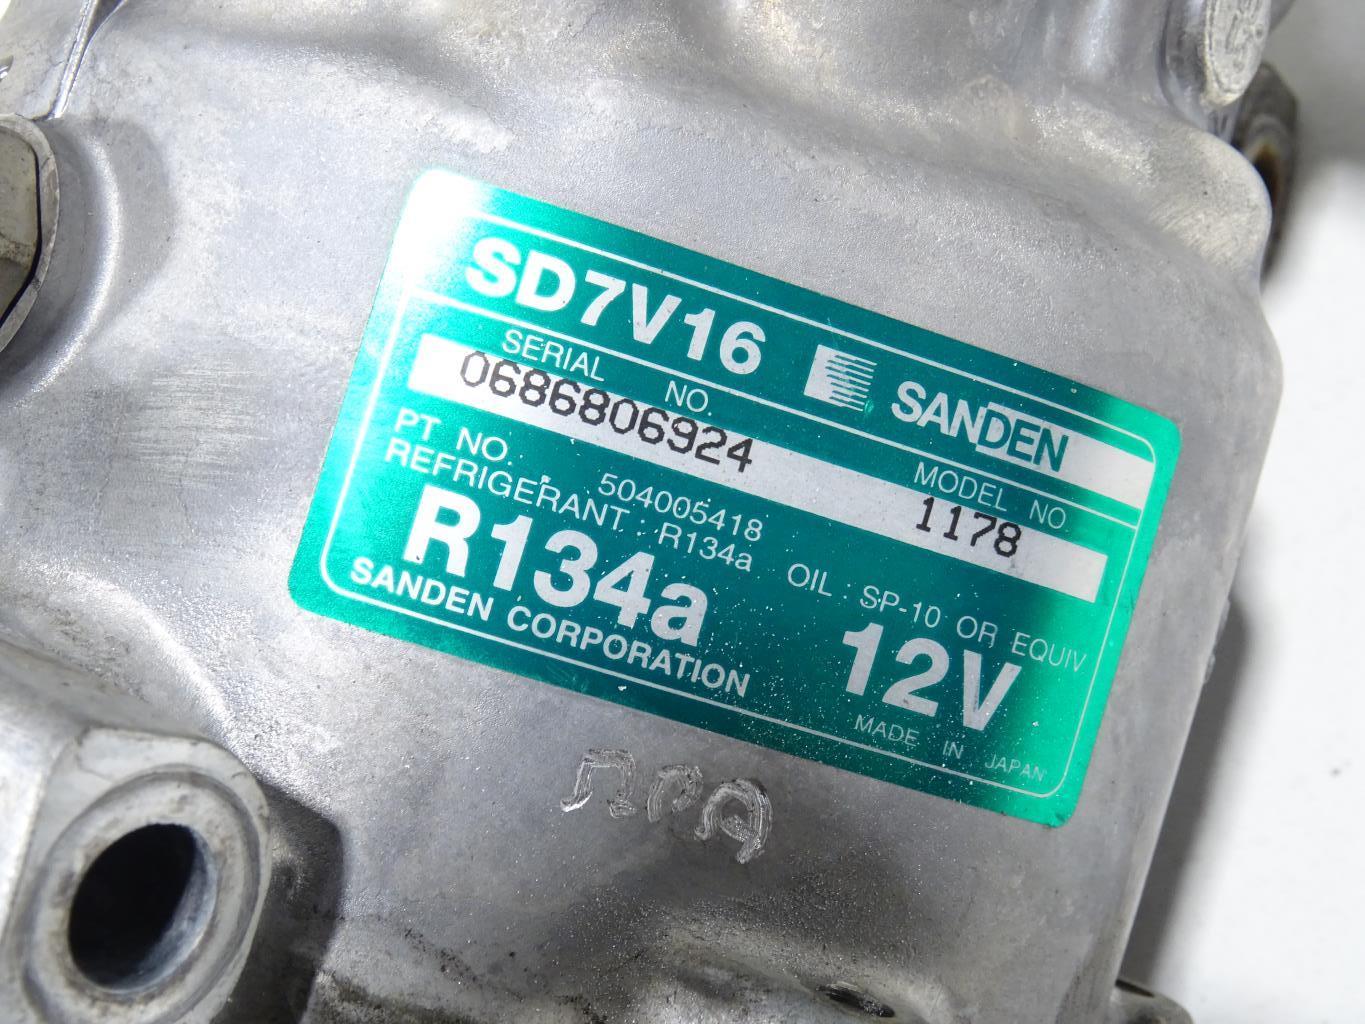 SD7V16 SANDEN
SERIAL NO. MODEL NO.
0686806924 1178
PT NO. 504005418
REFRIGERANT : R134a OIL : SP-10 OR EQUIV
R134a 12V
SANDEN CORPORATION MADE IN JAPAN